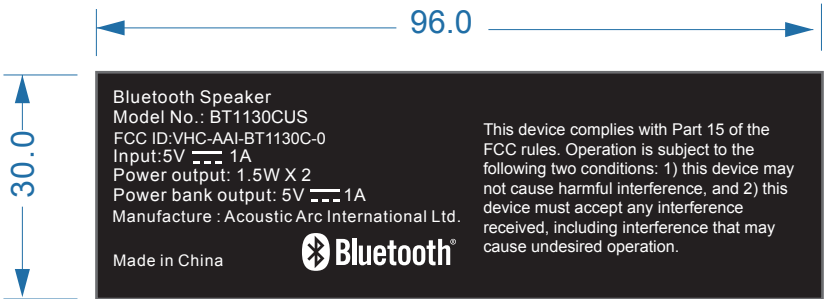 96.0
30.0
Bluetooth Speaker
Model No.: BT1130CUS
FCC ID:VHC-AAI-BT1130C-0
Input:5V 1A
Power output: 1.5W X 2
Power bank output: 5V 1A
Manufacture : Acoustic Arc International Ltd.
Made in China
Bluetooth®
This device complies with Part 15 of the
FCC rules. Operation is subject to the
following two conditions: 1) this device may
not cause harmful interference, and 2) this
device must accept any interference
received, including interference that may
cause undesired operation.